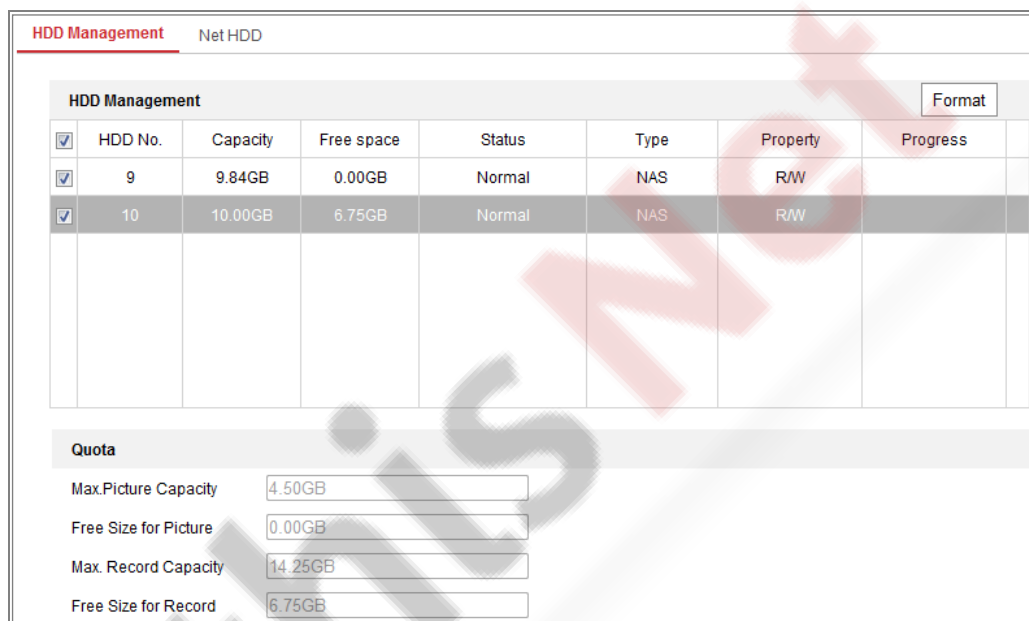 HDD Management Net HDD
HDD Management Format
HDD No. Capacity Free space Status Type Property Progress
9 9.84GB 0.00GB Normal NAS R/W
10 10.00GB 6.75GB Normal NAS R/W
Quota
Max.Picture Capacity 4.50GB
Free Size for Picture 0.00GB
Max. Record Capacity 14.25GB
Free Size for Record 6.75GB
hisNet